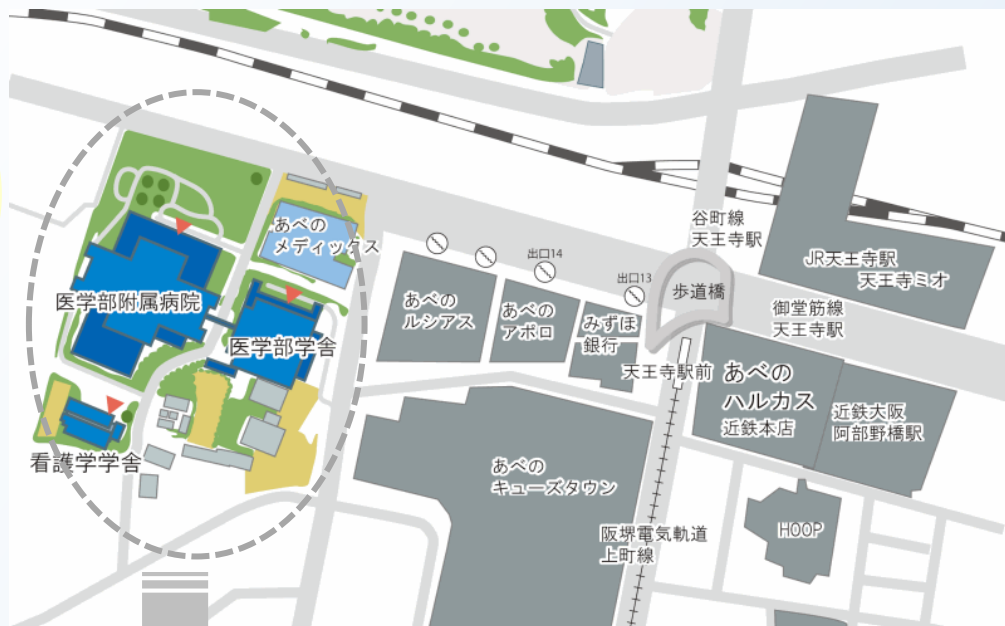 谷町線
天王寺駅
あべの
メディックス
出口14
JR天王寺駅
天王寺ミオ
出口13
歩道橋
医学部附属病院
あべの
ルシアス
あべの
アポロ
みずほ
銀行
御堂筋線
天王寺駅
医学部学舎
天王寺駅前
あべの
ハルカス
近鉄本店
近鉄大阪
阿部野橋駅
看護学学舎
あべの
キューズタウン
阪堺電気軌道
上町線
HOOP